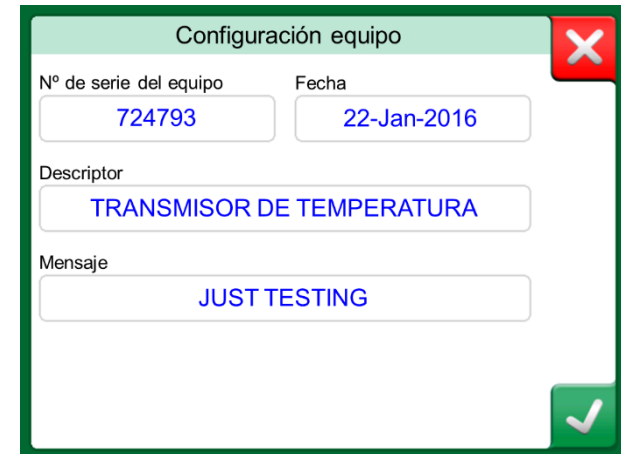 Configuración equipo
Nº de serie del equipo Fecha
724793 22-Jan-2016
Descriptor
TRANSMISOR DE TEMPERATURA
Mensaje
JUST TESTING